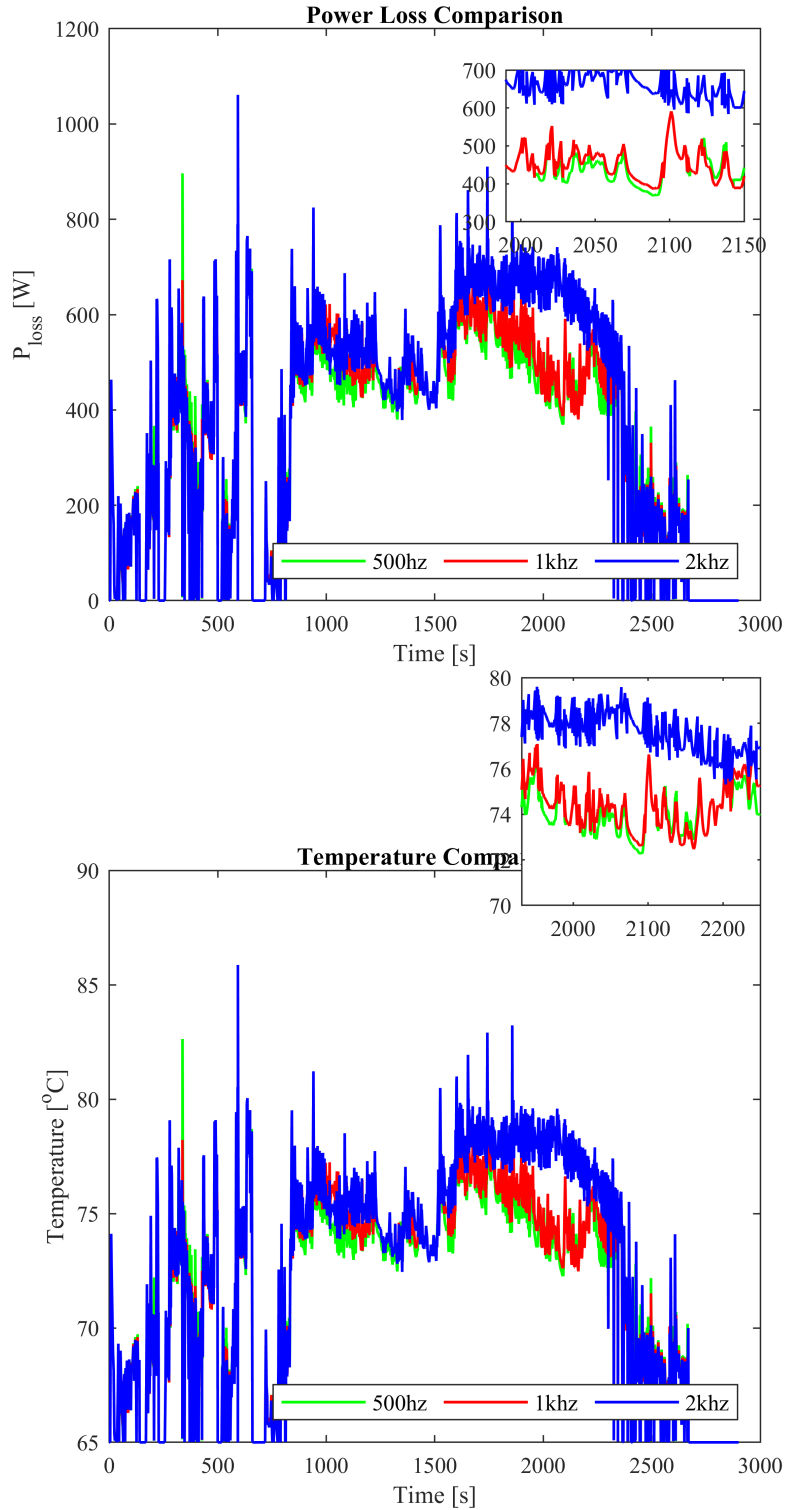 Power Loss Comparison
1200
1000
800
600
400
200
0
P_loss [W]
700
600
500
400
300
2000 2050 2100 2150
500hz 1khz 2khz
0 500 1000 1500 2000 2500 3000
Time [s]
80
78
76
74
72
70
2000 2100 2200
Temperature Compa
90
85
80
75
70
65
Temperature [°C]
500hz 1khz 2khz
0 500 1000 1500 2000 2500 3000
Time [s]